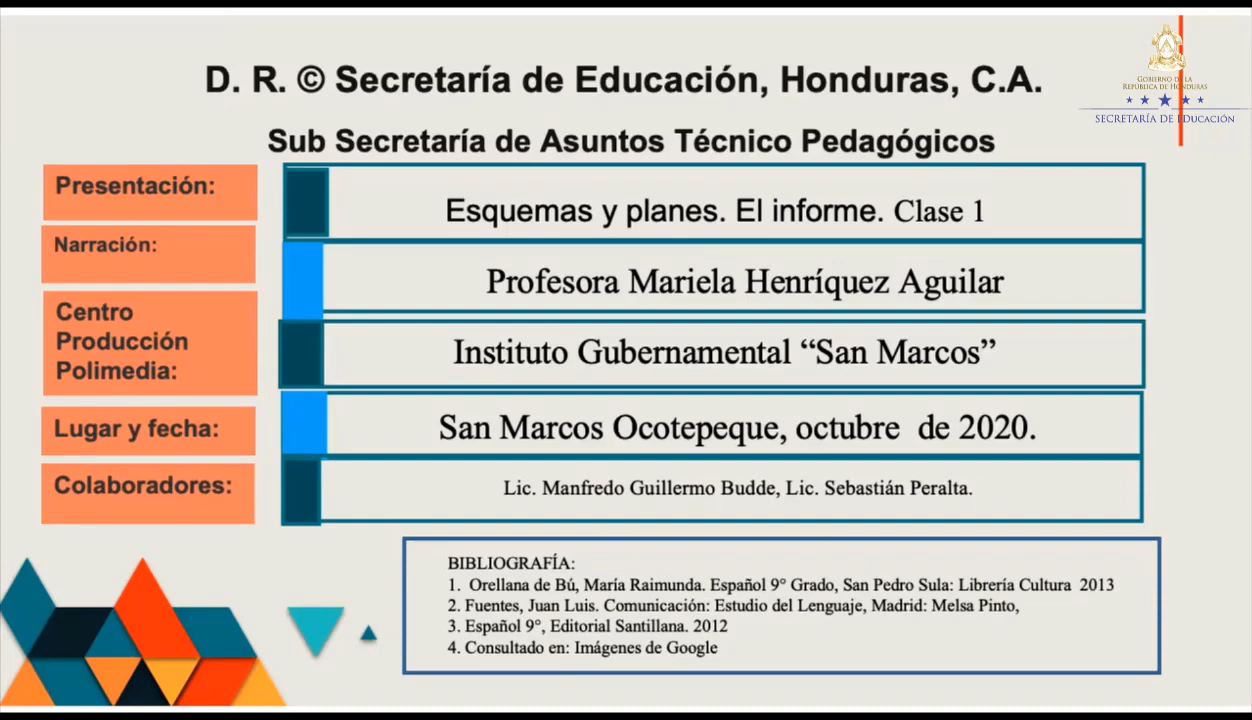 D. R. © Secretaría de Educación, Honduras, C.A.
GOBIERNO DE LA
REPÚBLICA DE HONDURAS
SECRETARÍA DE EDUCACIÓN
Sub Secretaría de Asuntos Técnico Pedagógicos
Presentación:
Esquemas y planes. El informe. Clase 1
Narración:
Profesora Mariela Henríquez Aguilar
Centro
Producción
Polimedia:
Instituto Gubernamental “San Marcos”
Lugar y fecha:
San Marcos Ocotepeque, octubre  de 2020.
Colaboradores:
Lic. Manfredo Guillermo Budde, Lic. Sebastián Peralta.
BIBLIOGRAFÍA:
1.  Orellana de Bú, María Raimunda. Español 9° Grado, San Pedro Sula: Librería Cultura  2013
2. Fuentes, Juan Luis. Comunicación: Estudio del Lenguaje, Madrid: Melsa Pinto,
3. Español 9°, Editorial Santillana. 2012
4. Consultado en: Imágenes de Google